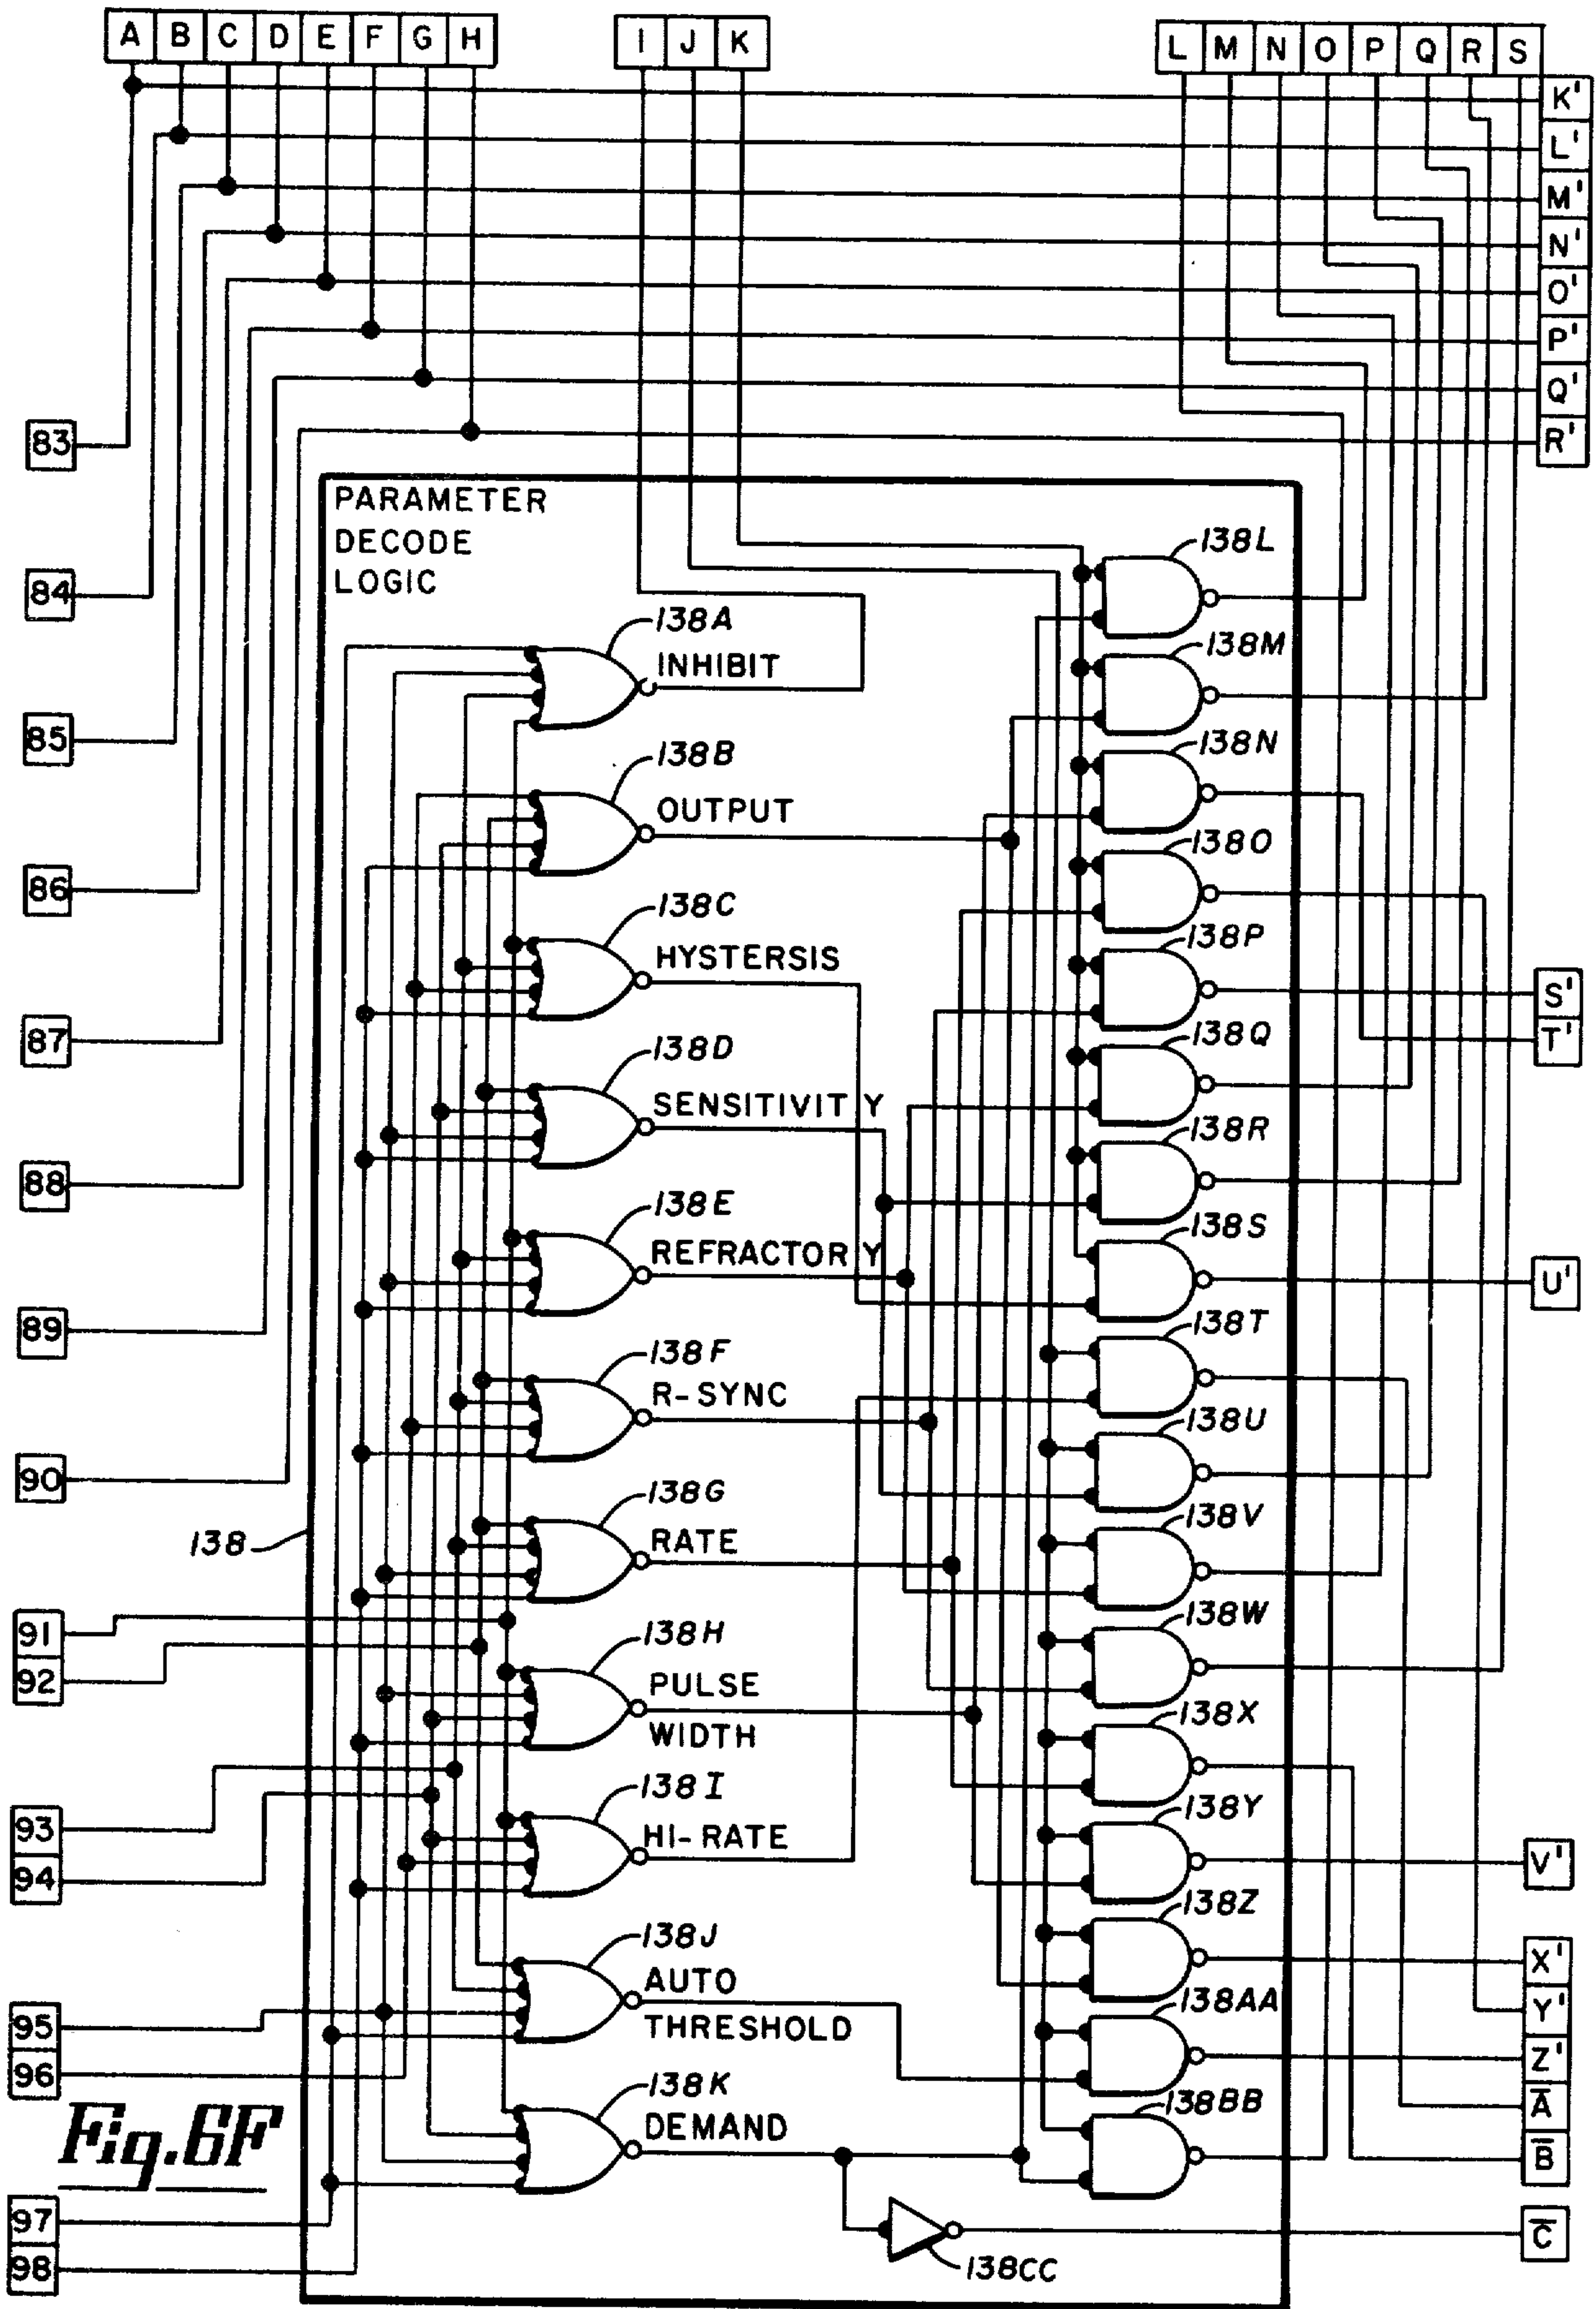 A B C D E F G H
I J K
L M N O P Q R S
K'
L'
M'
N'
O'
P'
Q'
R'
83
84
85
86
87
88
89
90
91
92
93
94
95
96
97
98
PARAMETER
DECODE
LOGIC
138
138A
INHIBIT
138B
OUTPUT
138C
HYSTERSIS
138D
SENSITIVITY
138E
REFRACTORY
138F
R-SYNC
138G
RATE
138H
PULSE
WIDTH
138I
HI-RATE
138J
AUTO
THRESHOLD
138K
DEMAND
138L
138M
138N
138O
138P
138Q
138R
138S
138T
138U
138V
138W
138X
138Y
138Z
138AA
138BB
138CC
S'
T'
U'
V'
X'
Y'
Z'
A̅
B̅
C̅
Fig. 6F